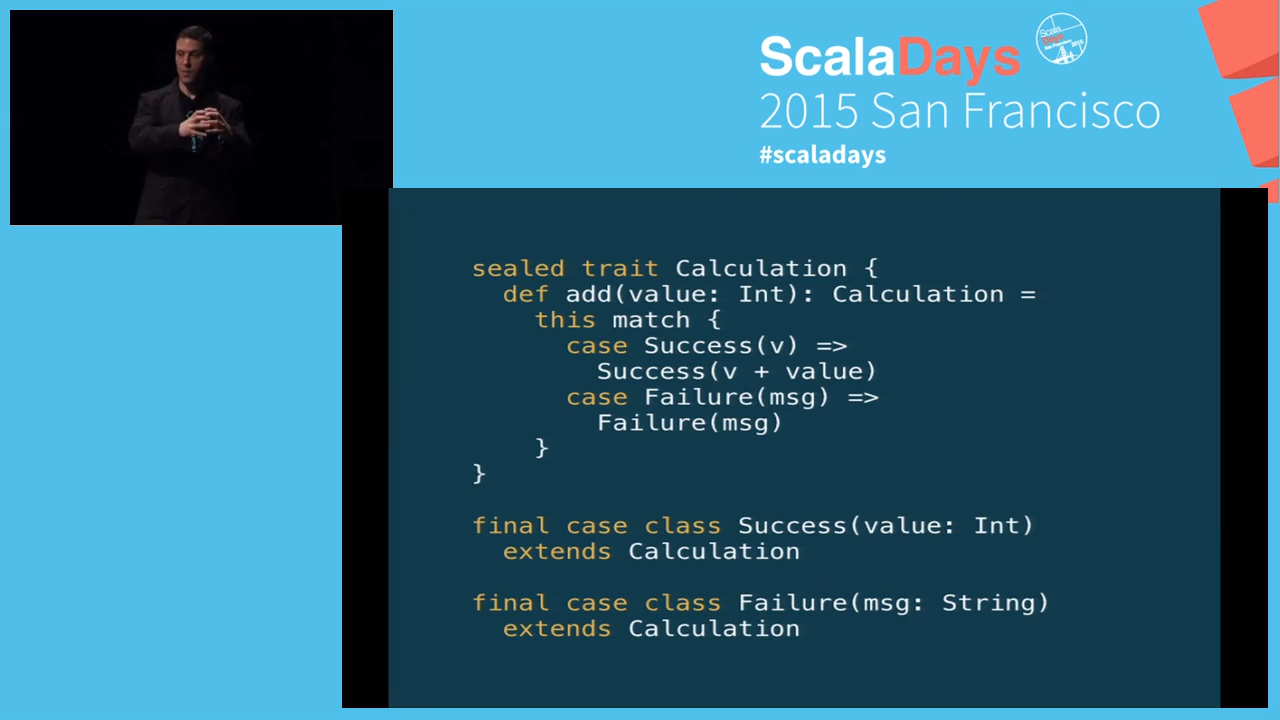 ScalaDays
2015 San Francisco
#scaladays
Scala
Days
sealed trait Calculation {
  def add(value: Int): Calculation =
    this match {
      case Success(v) =>
        Success(v + value)
      case Failure(msg) =>
        Failure(msg)
    }
}
final case class Success(value: Int)
  extends Calculation
final case class Failure(msg: String)
  extends Calculation